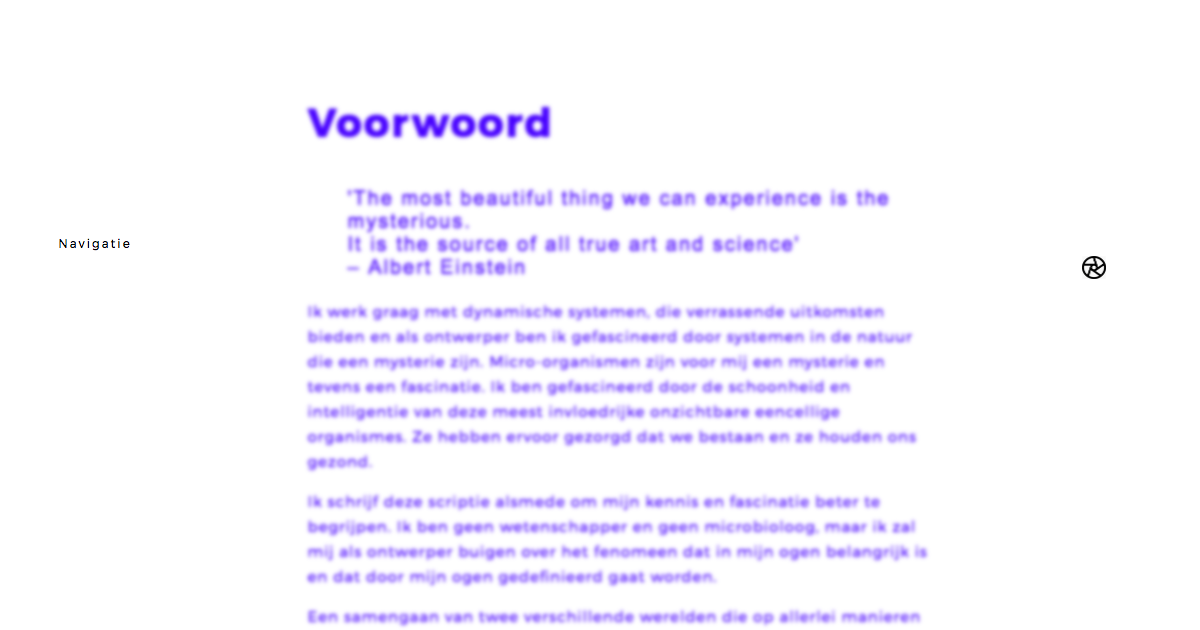 Voorwoord
'The most beautiful thing we can experience is the
mysterious.
It is the source of all true art and science'
– Albert Einstein
Navigatie
Ik werk graag met dynamische systemen, die verrassende uitkomsten
bieden en als ontwerper ben ik gefascineerd door systemen in de natuur
die een mysterie zijn. Micro-organismen zijn voor mij een mysterie en
tevens een fascinatie. Ik ben gefascineerd door de schoonheid en
intelligentie van deze meest invloedrijke onzichtbare eencellige
organismes. Ze hebben ervoor gezorgd dat we bestaan en ze houden ons
gezond.
Ik schrijf deze scriptie alsmede om mijn kennis en fascinatie beter te
begrijpen. Ik ben geen wetenschapper en geen microbioloog, maar ik zal
mij als ontwerper buigen over het fenomeen dat in mijn ogen belangrijk is
en dat door mijn ogen gedefinieerd gaat worden.
Een samengaan van twee verschillende werelden die op allerlei manieren